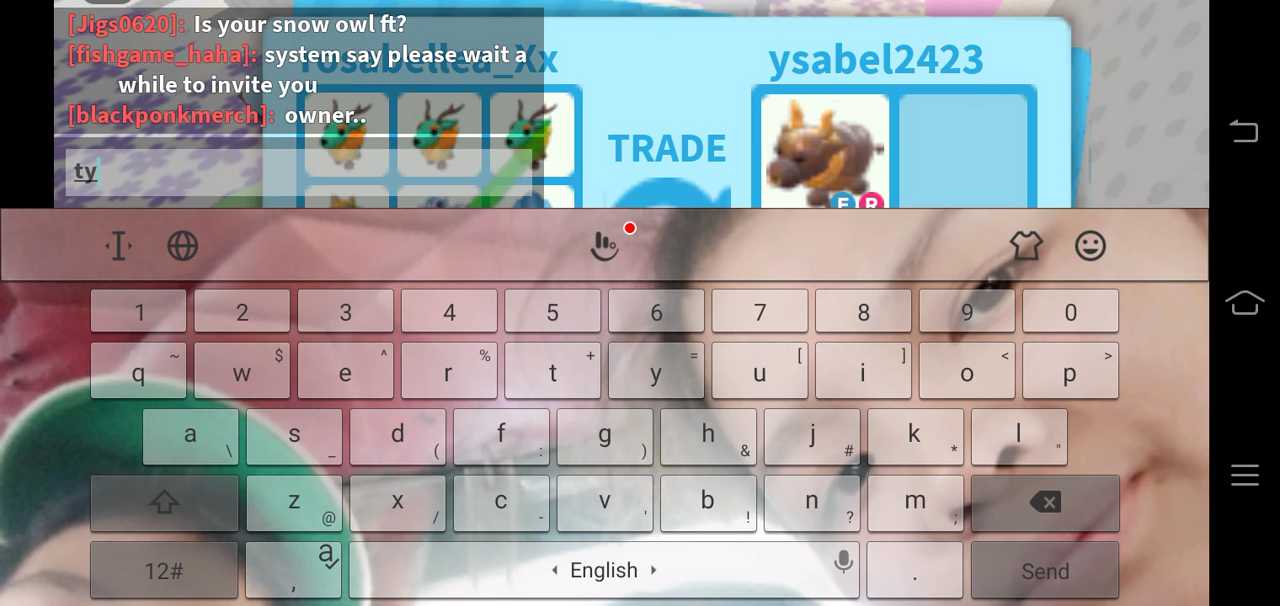 [Jigs0620]: Is your snow owl ft?
[fishgame_haha]: system say please wait a
while to invite you
[blackponkmerch]: owner..
rosabellea_Xx
ysabel2423
TRADE
F R
ty
1 2 3 4 5 6 7 8 9 0
~ $ ^ % + = [ ] < >
q w e r t y u i o p
a s d f g h j k l
\ _ ( : ) & # * "
z x c v b n m
@ / - ' ! ? ;
12# , a English . Send